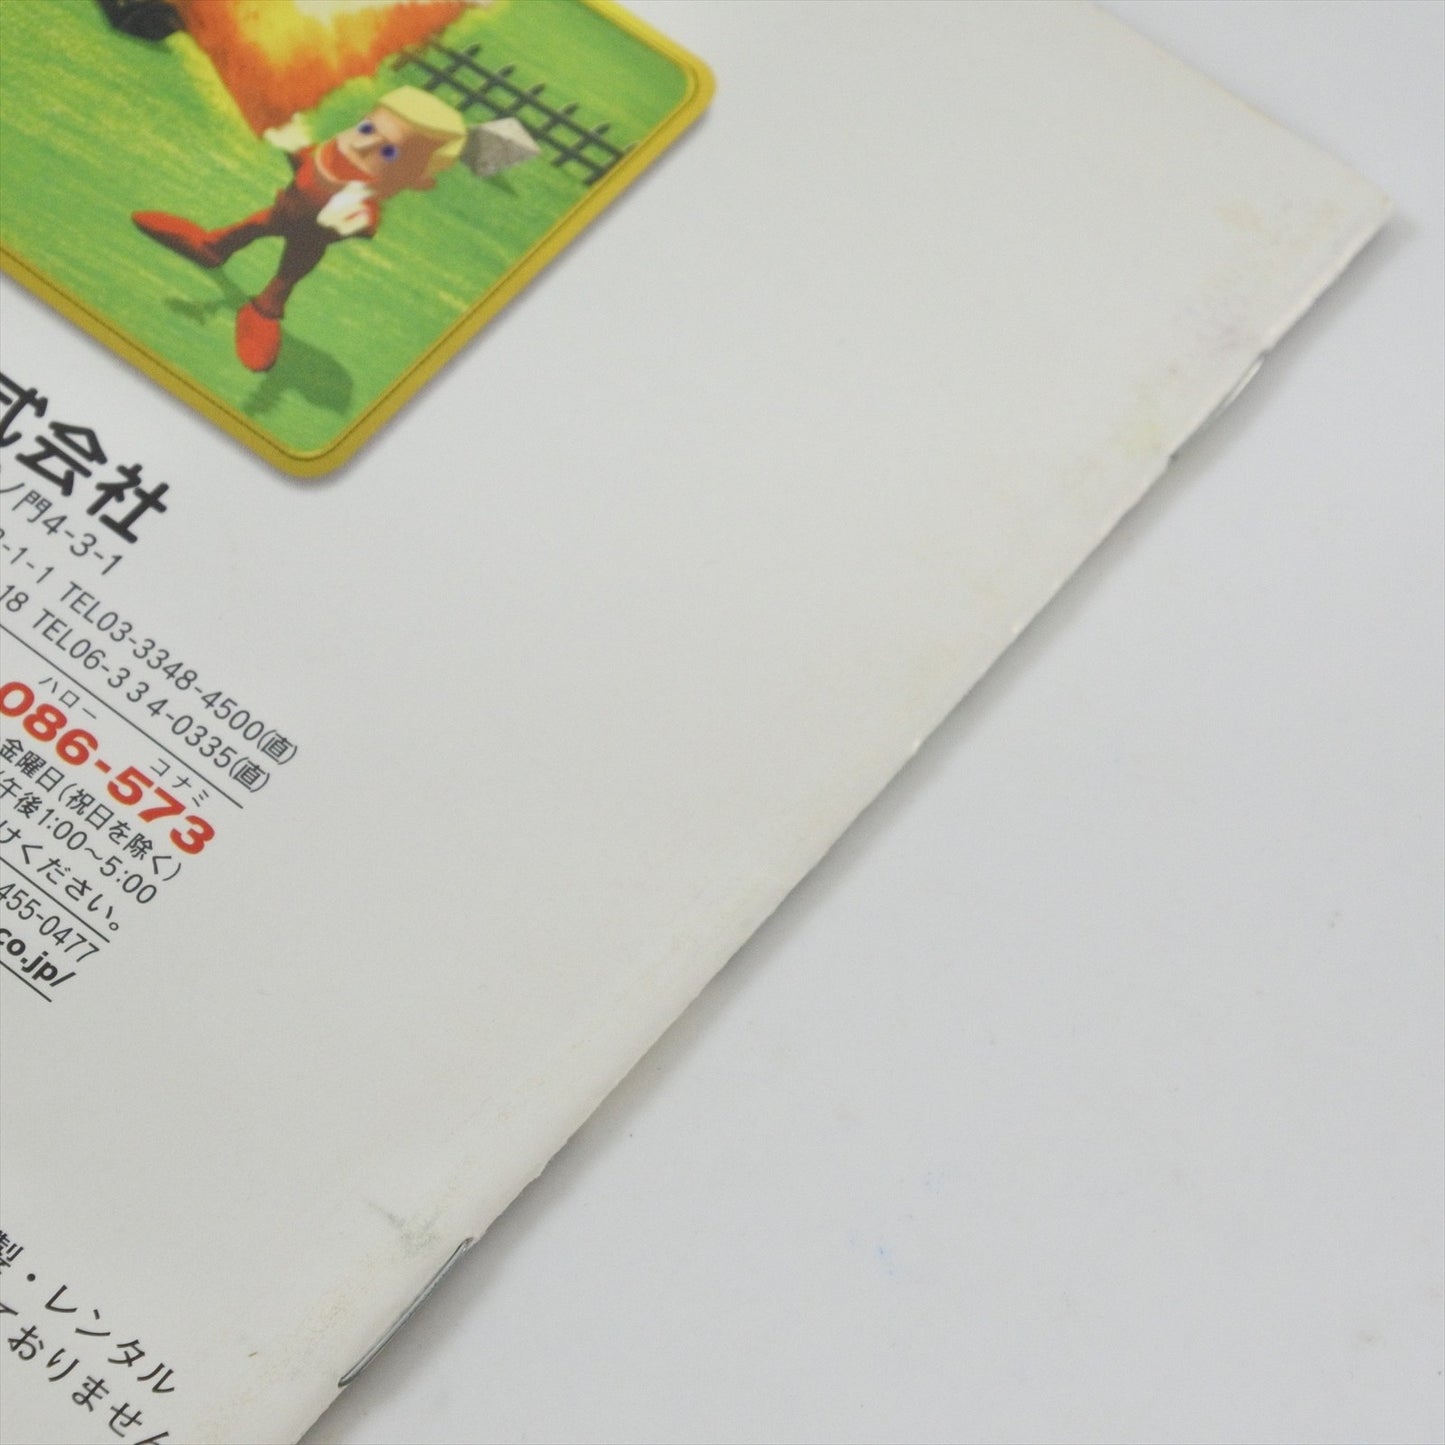 式会社
ノ門4-3-1
-1-1 TEL03-3348-4500(直)
18 TEL06-334-0335(直)
ハロー コナミ
086-573
金曜日(祝日を除く)
午後1:00〜5:00
けください。
455-0477
co.jp/
製・レンタル
ておりません